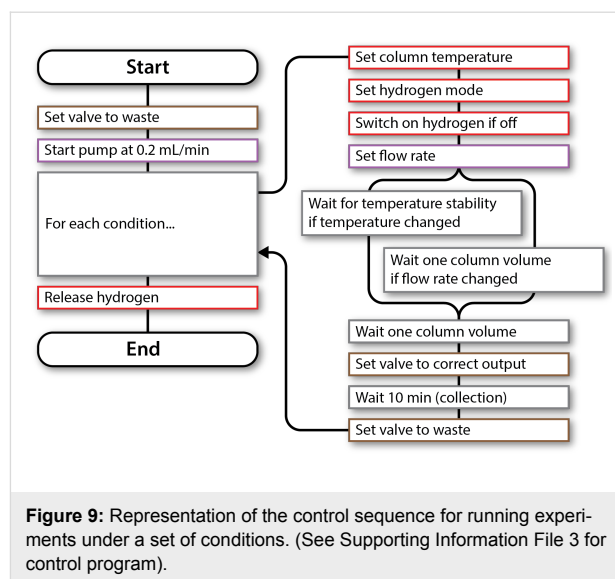 Start
Set valve to waste
Start pump at 0.2 mL/min
For each condition...
Release hydrogen
End
Set column temperature
Set hydrogen mode
Switch on hydrogen if off
Set flow rate
Wait for temperature stability
if temperature changed
Wait one column volume
if flow rate changed
Wait one column volume
Set valve to correct output
Wait 10 min (collection)
Set valve to waste
Figure 9: Representation of the control sequence for running experi-
ments under a set of conditions. (See Supporting Information File 3 for
control program).